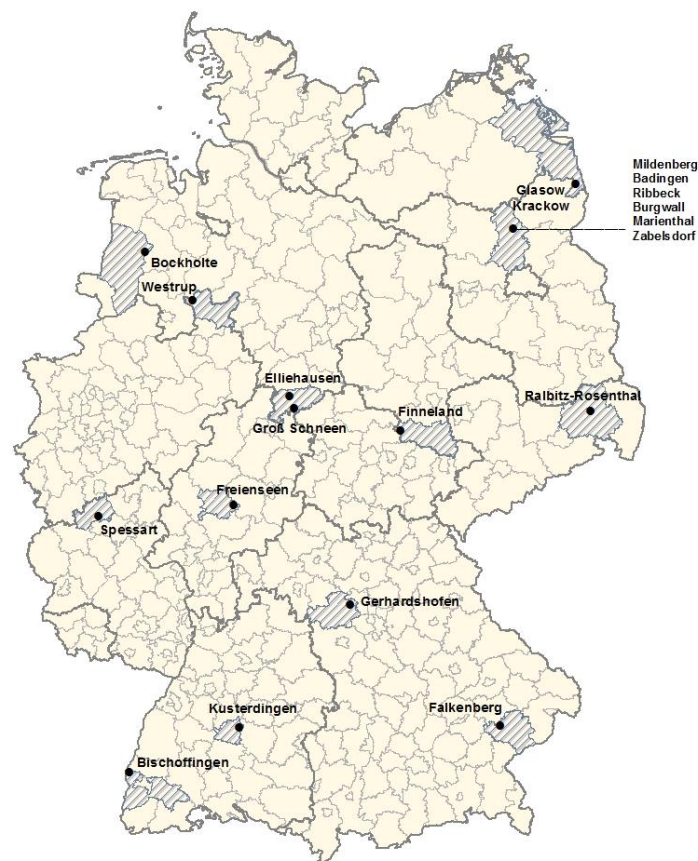 Mildenberg
Badingen
Ribbeck
Burgwall
Marienthal
Zabelsdorf
Glasow
Krackow
Bockholte
Westrup
Elliehausen
Groß Schneen
Finneland
Ralbitz-Rosenthal
Freienseen
Spessart
Gerhardshofen
Kusterdingen
Falkenberg
Bischoffingen